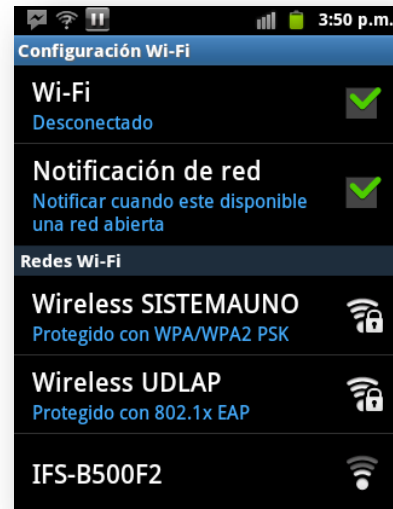 3:50 p.m.
Configuración Wi-Fi
Wi-Fi
Desconectado
Notificación de red
Notificar cuando este disponible
una red abierta
Redes Wi-Fi
Wireless SISTEMAUNO
Protegido con WPA/WPA2 PSK
Wireless UDLAP
Protegido con 802.1x EAP
IFS-B500F2